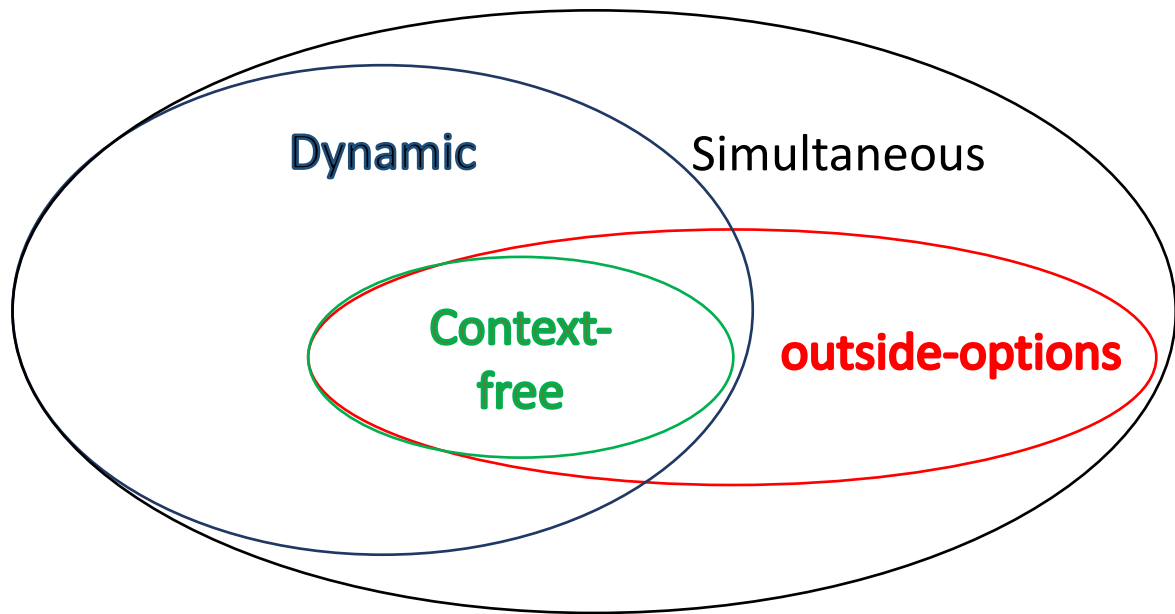 Dynamic
Simultaneous
Context-
free
outside-options